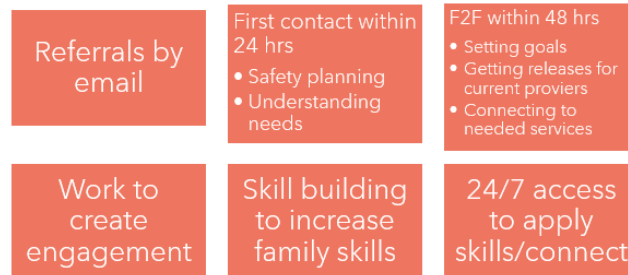 Referrals by
email
First contact within
24 hrs
• Safety planning
• Understanding
needs
F2F within 48 hrs
• Setting goals
• Getting releases for
current proviers
• Connecting to
needed services
Work to
create
engagement
Skill building
to increase
family skills
24/7 access
to apply
skills/connect